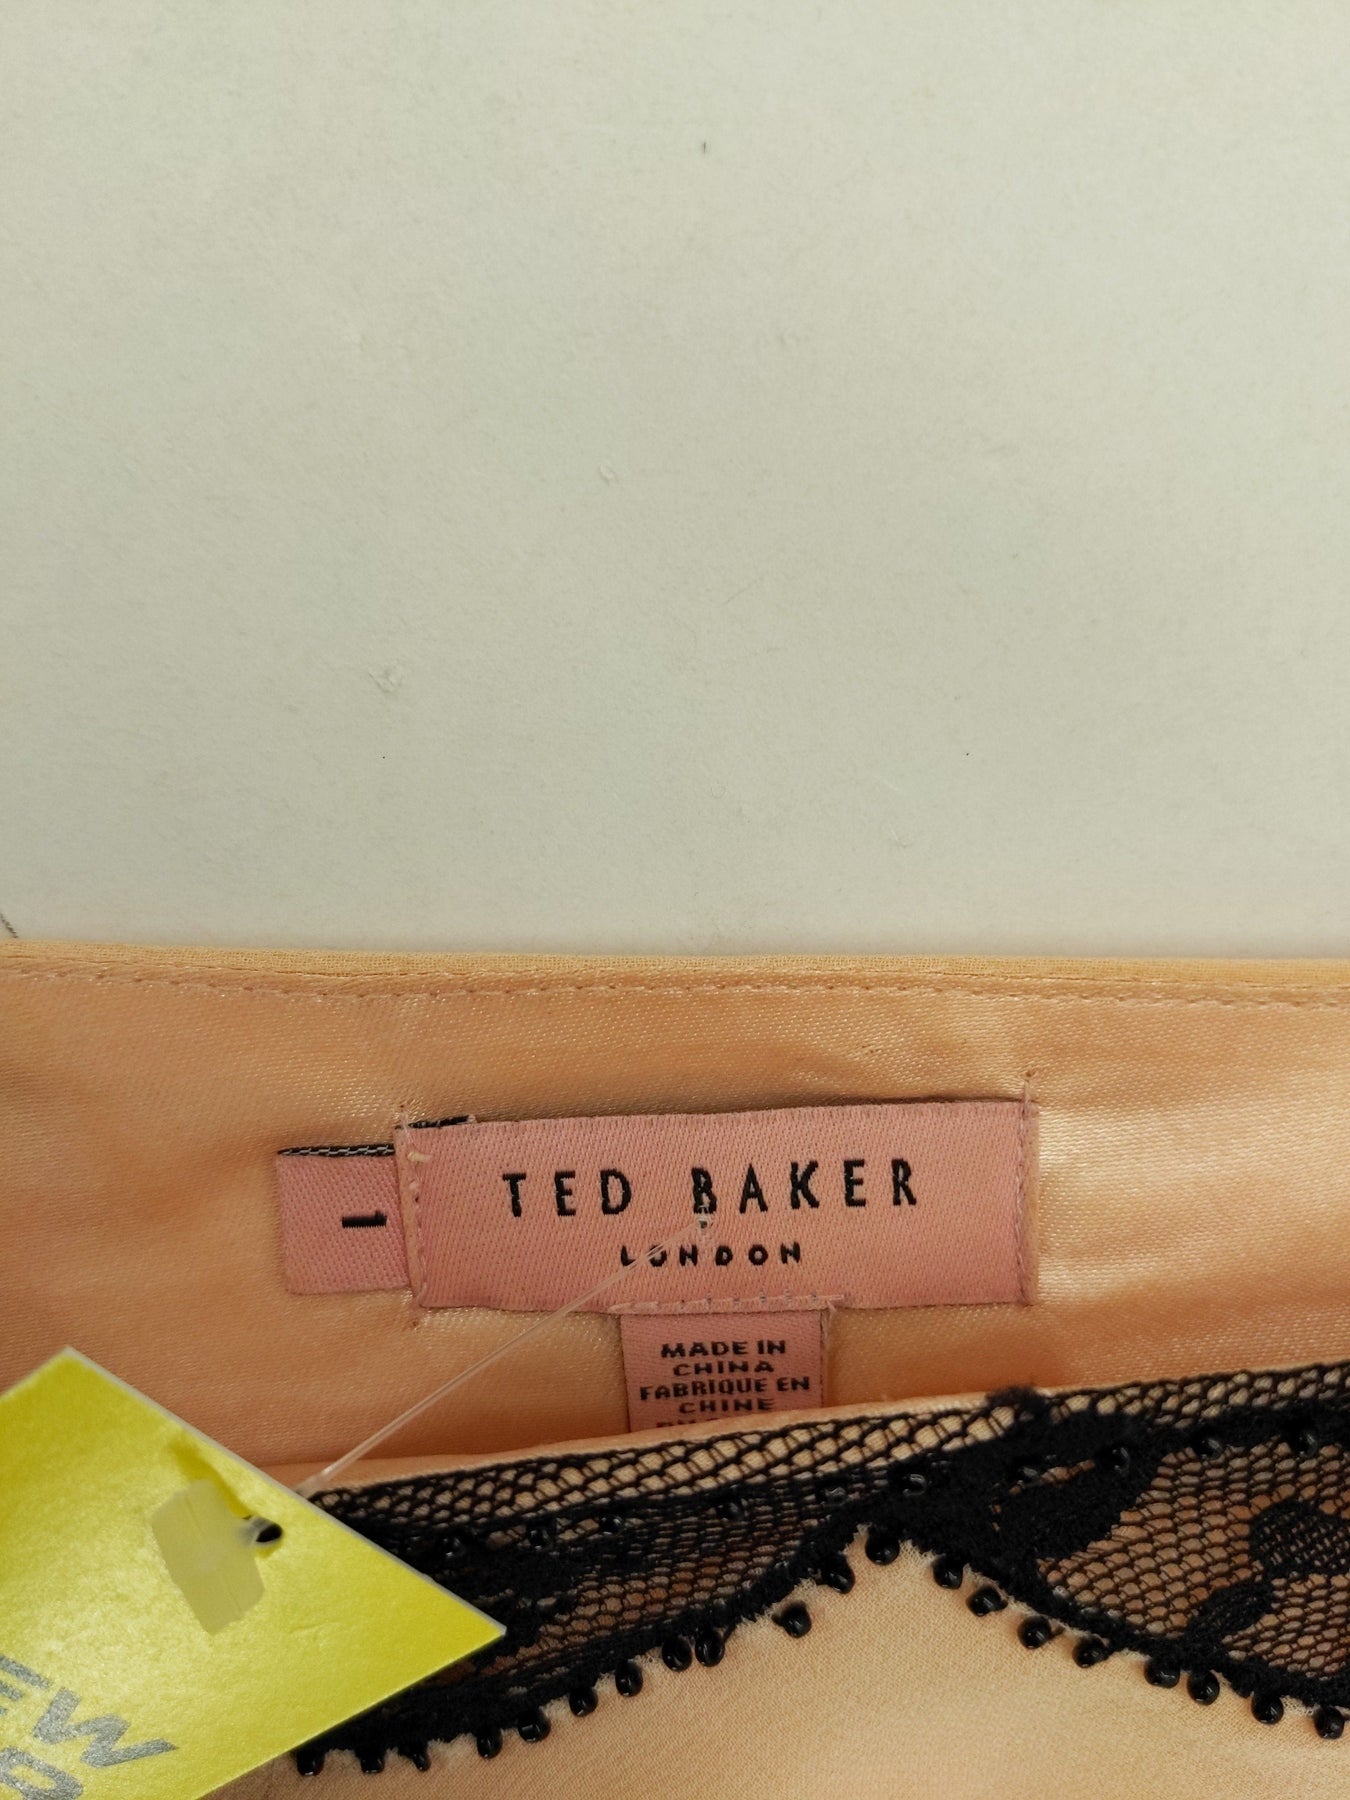 1
TED BAKER
LONDON
MADE IN
CHINA
FABRIQUE EN
CHINE